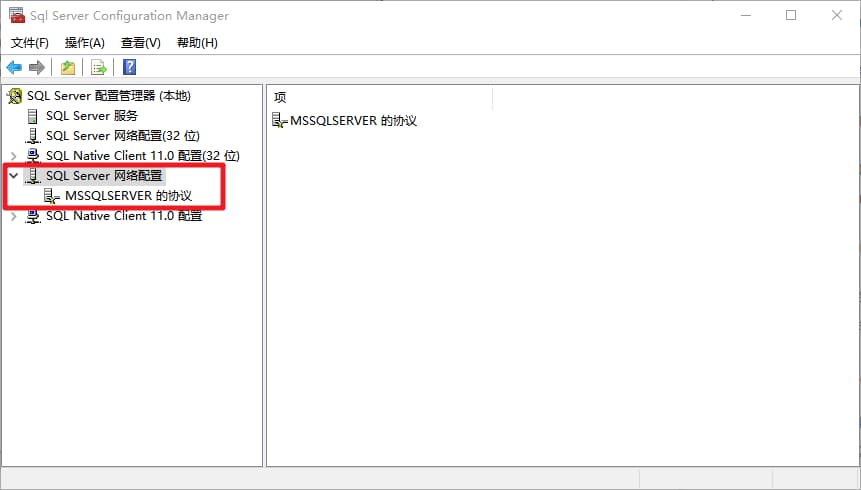 Sql Server Configuration Manager
文件(F) 操作(A) 查看(V) 帮助(H)
SQL Server 配置管理器 (本地)
SQL Server 服务
SQL Server 网络配置(32 位)
SQL Native Client 11.0 配置(32 位)
SQL Server 网络配置
MSSQLSERVER 的协议
SQL Native Client 11.0 配置
项
MSSQLSERVER 的协议